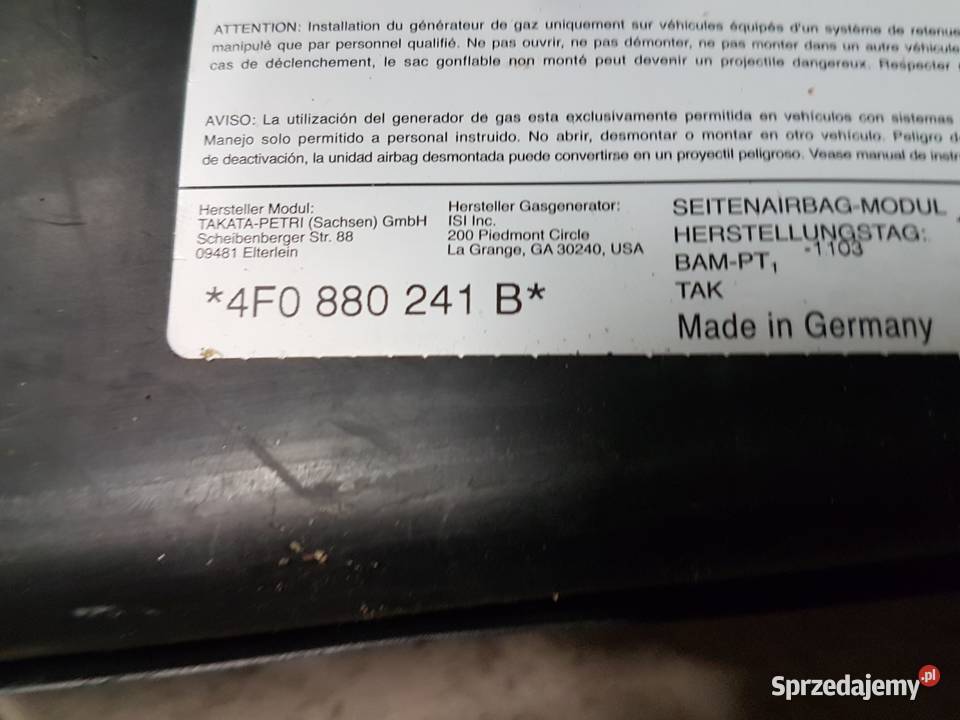 ATTENTION: Installation du générateur de gaz uniquement sur véhicules équipés d'un système de retenue
manipulé que par personnel qualifié. Ne pas ouvrir, ne pas démonter, ne pas monter dans un autre véhicule
cas de déclenchement, le sac gonflable non monté peut devenir un projectile dangereux. Respecter
AVISO: La utilización del generador de gas esta exclusivamente permitida en vehículos con sistemas
Manejo solo permitido a personal instruido. No abrir, desmontar o montar en otro vehículo. Peligro d
de deactivación, la unidad airbag desmontada puede convertirse en un proyectil peligroso. Vease manual de instr
Hersteller Modul:
TAKATA-PETRI (Sachsen) GmbH
Scheibenberger Str. 88
09481 Elterlein
Hersteller Gasgenerator:
ISI Inc.
200 Piedmont Circle
La Grange, GA 30240, USA
*4F0 880 241 B*
SEITENAIRBAG-MODUL
HERSTELLUNGSTAG:
-1103
BAM-PT1
TAK
Made in Germany
Sprzedajemy.pl